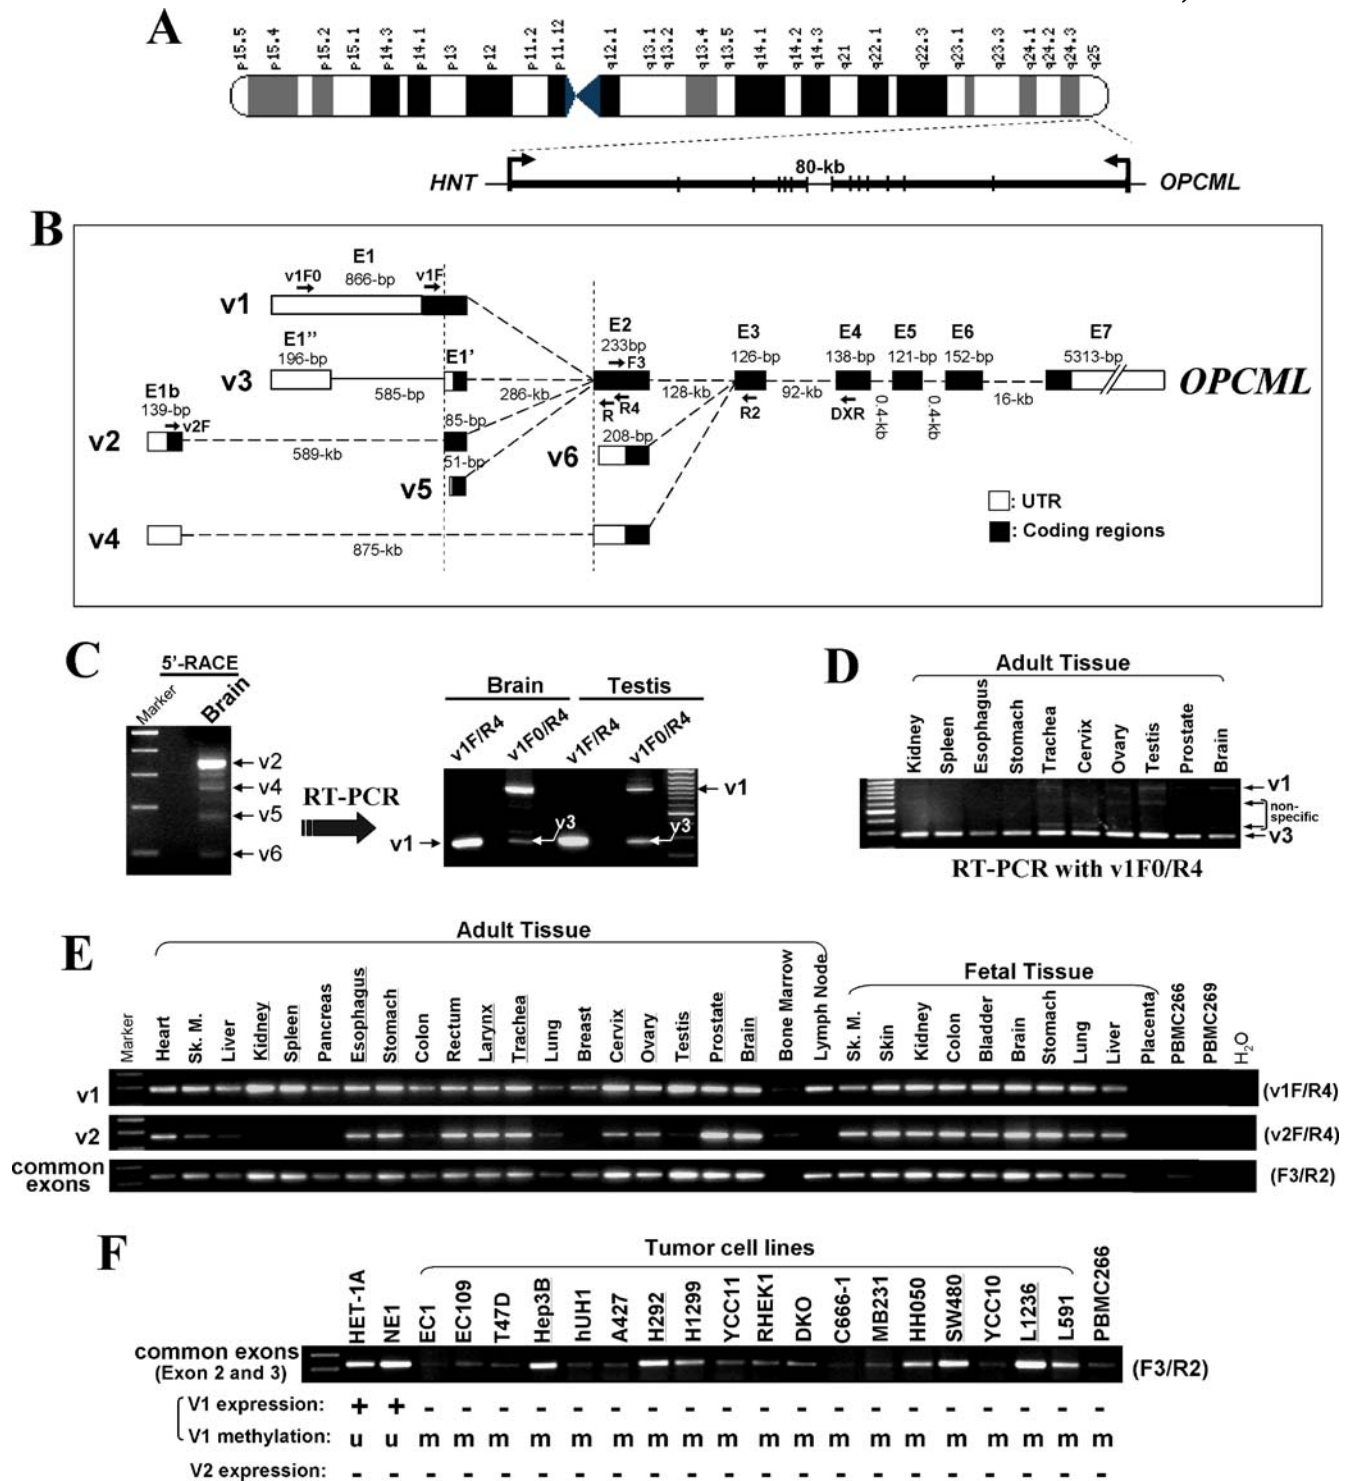 A
p15.5 p15.4 p15.2 p15.1 p14.3 p14.1 p13 p12 p11.2 p11.12 q12.1 q13.1 q13.2 q13.4 q13.5 q14.1 q14.2 q14.3 q21 q22.1 q22.3 q23.1 q23.3 q24.1 q24.2 q24.3 q25
HNT 80-kb OPCML
B
E1
v1F0 866-bp v1F
v1
E1’’ E1’ E2 E3 E4 E5 E6 E7
196-bp 233bp 126-bp 138-bp 121-bp 152-bp 5313-bp
F3
v3 585-bp 286-kb 128-kb 92-kb 0.4-kb 0.4-kb 16-kb OPCML
R R4 R2 DXR
E1b
139-bp
v2F 85-bp 208-bp
v2 589-kb v6
51-bp
v5
v4 875-kb
: UTR
: Coding regions
C
5’-RACE
Marker Brain
v2
v4
v5
v6
RT-PCR
Brain Testis
v1F/R4 v1F0/R4 v1F/R4 v1F0/R4
v1
v3 v3
v1
D
Adult Tissue
Kidney Spleen Esophagus Stomach Trachea Cervix Ovary Testis Prostate Brain
v1
non-
specific
v3
RT-PCR with v1F0/R4
E
Adult Tissue
Fetal Tissue
Marker Heart Sk. M. Liver Kidney Spleen Pancreas Esophagus Stomach Colon Rectum Larynx Trachea Lung Breast Cervix Ovary Testis Prostate Brain Bone Marrow Lymph Node Sk. M. Skin Kidney Colon Bladder Brain Stomach Lung Liver Placenta PBMC266 PBMC269 H2O
v1 (v1F/R4)
v2 (v2F/R4)
common
exons (F3/R2)
F
Tumor cell lines
HET-1A NE1 EC1 EC109 T47D Hep3B hUH1 A427 H292 H1299 YCC11 RHEK1 DKO C666-1 MB231 HH050 SW480 YCC10 L1236 L591 PBMC266
common exons
(Exon 2 and 3) (F3/R2)
V1 expression: + + - - - - - - - - - - - - - - - - - - -
V1 methylation: u u m m m m m m m m m m m m m m m m m m m
V2 expression: - - - - - - - - - - - - - - - - - - - - -